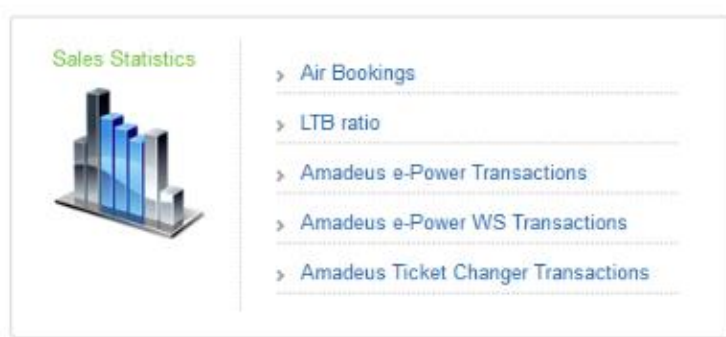 Sales Statistics
Air Bookings
LTB ratio
Amadeus e-Power Transactions
Amadeus e-Power WS Transactions
Amadeus Ticket Changer Transactions